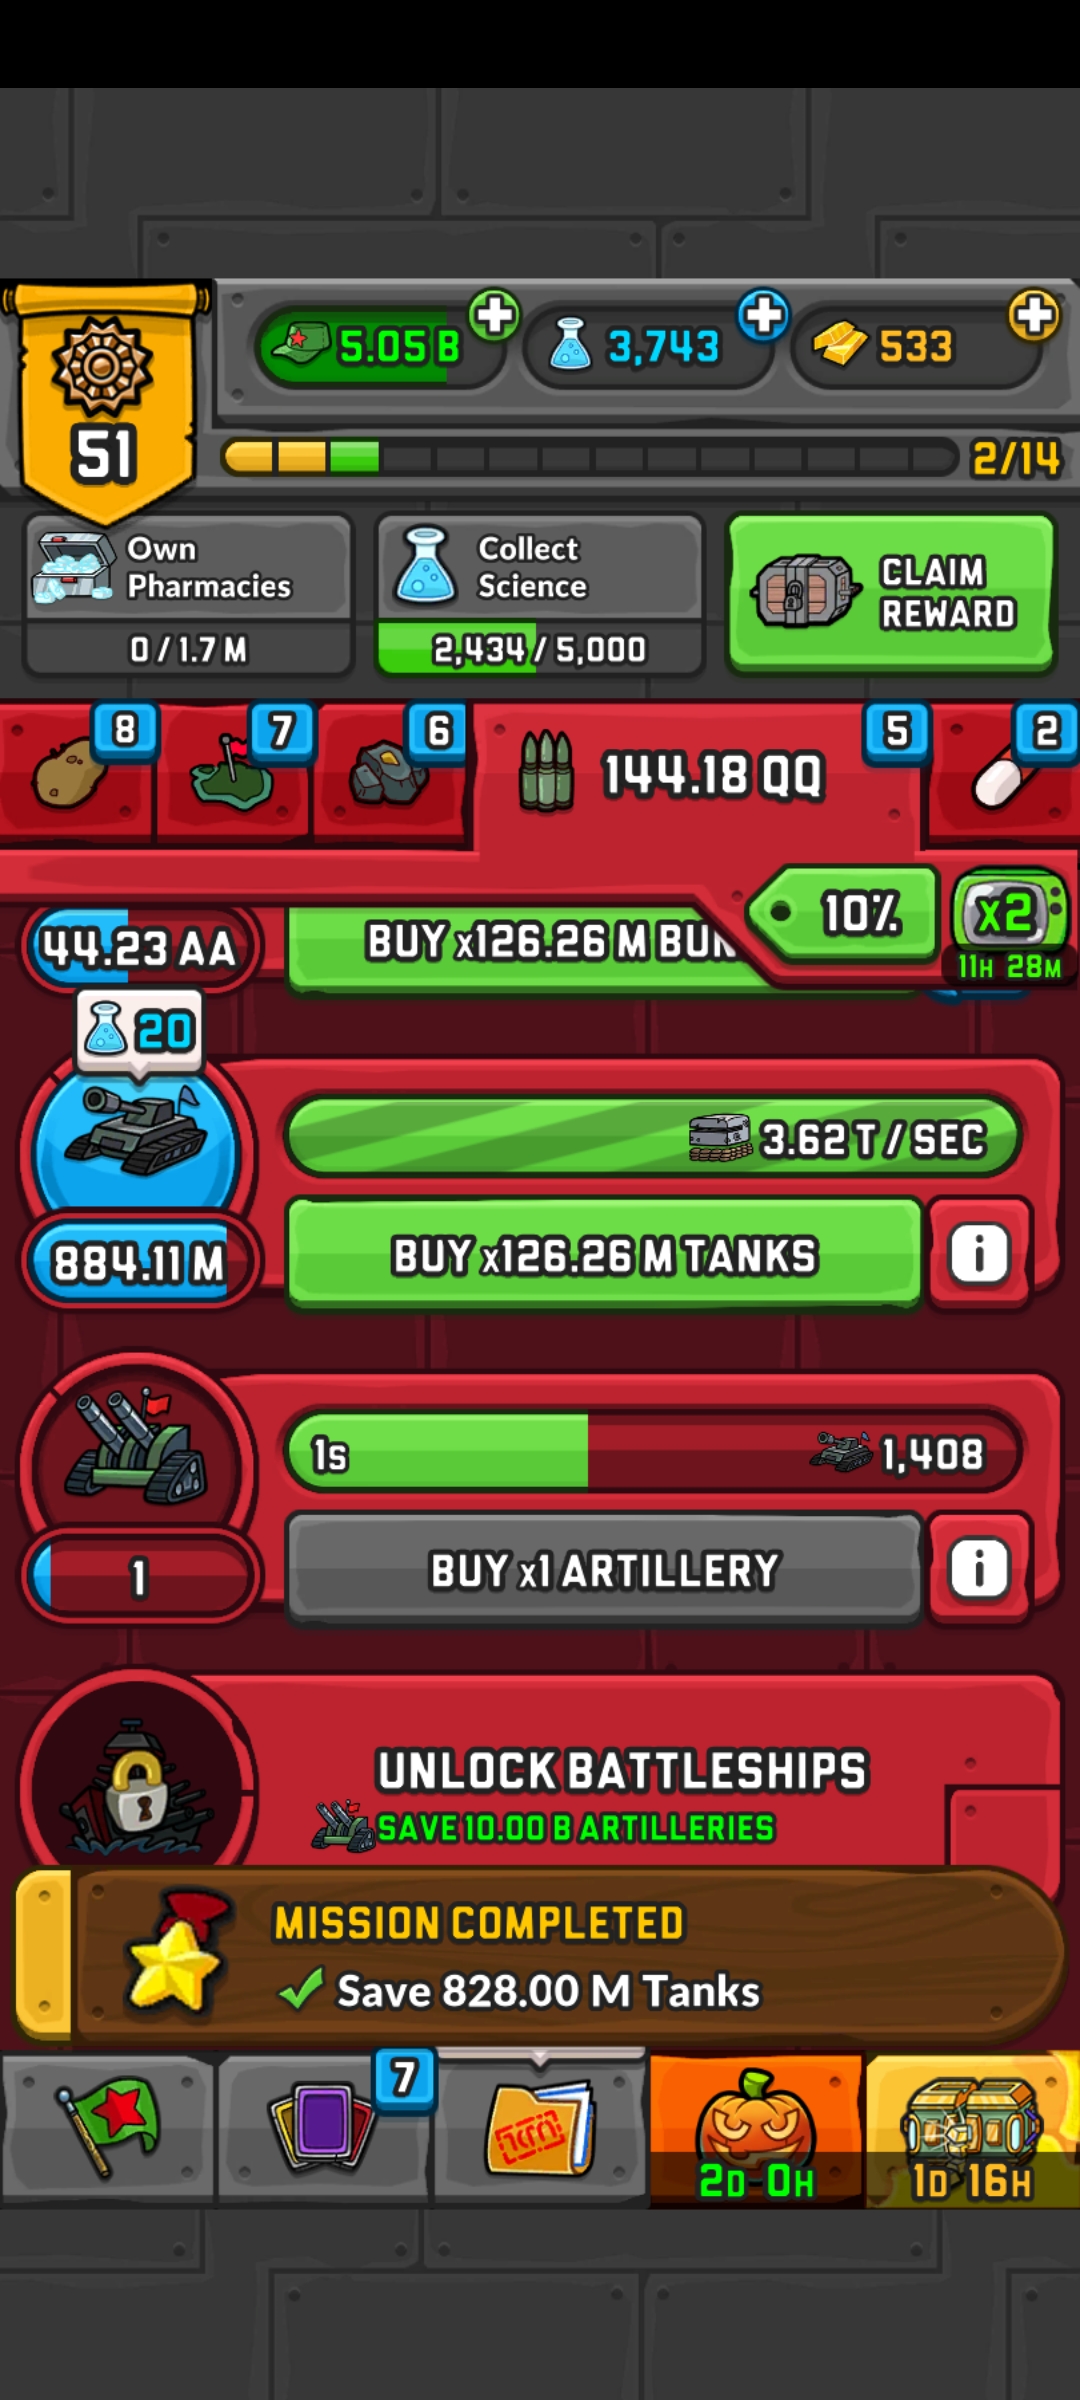 5.05 B
3,743
533
51
2/14
Own
Pharmacies
0 / 1.7 M
Collect
Science
2,434 / 5,000
CLAIM
REWARD
8
7
6
144.18 QQ
5
2
44.23 AA
BUY x126.26 M BUN
10%
x2
11H 28M
20
3.62 T / SEC
884.11 M
BUY x126.26 M TANKS
i
1s
1,408
1
BUY x1 ARTILLERY
i
UNLOCK BATTLESHIPS
SAVE 10.00 B ARTILLERIES
MISSION COMPLETED
Save 828.00 M Tanks
7
2D 0H
1D 16H